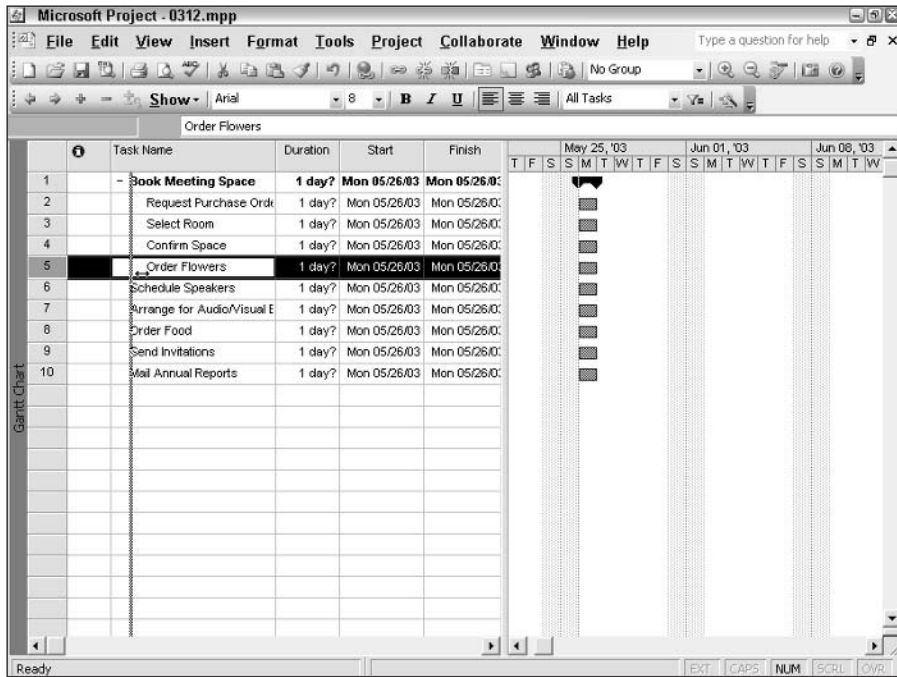 Microsoft Project - 0312.mpp
File Edit View Insert Format Tools Project Collaborate Window Help Type a question for help
No Group
Show Arial 8 B I U All Tasks
Order Flowers
Task Name Duration Start Finish May 25, '03 Jun 01, '03 Jun 08, '03
T F S S M T W T F S S M T W T F S S M T W
1 Book Meeting Space 1 day? Mon 05/26/03 Mon 05/26/03
2 Request Purchase Orde 1 day? Mon 05/26/03 Mon 05/26/0
3 Select Room 1 day? Mon 05/26/03 Mon 05/26/0
4 Confirm Space 1 day? Mon 05/26/03 Mon 05/26/0
5 Order Flowers 1 day? Mon 05/26/03 Mon 05/26/0
6 Schedule Speakers 1 day? Mon 05/26/03 Mon 05/26/0
7 Arrange for Audio/Visual E 1 day? Mon 05/26/03 Mon 05/26/0
8 Order Food 1 day? Mon 05/26/03 Mon 05/26/0
9 Send Invitations 1 day? Mon 05/26/03 Mon 05/26/0
10 Mail Annual Reports 1 day? Mon 05/26/03 Mon 05/26/0
Gantt Chart
Ready EXT CAPS NUM SCRL OVR